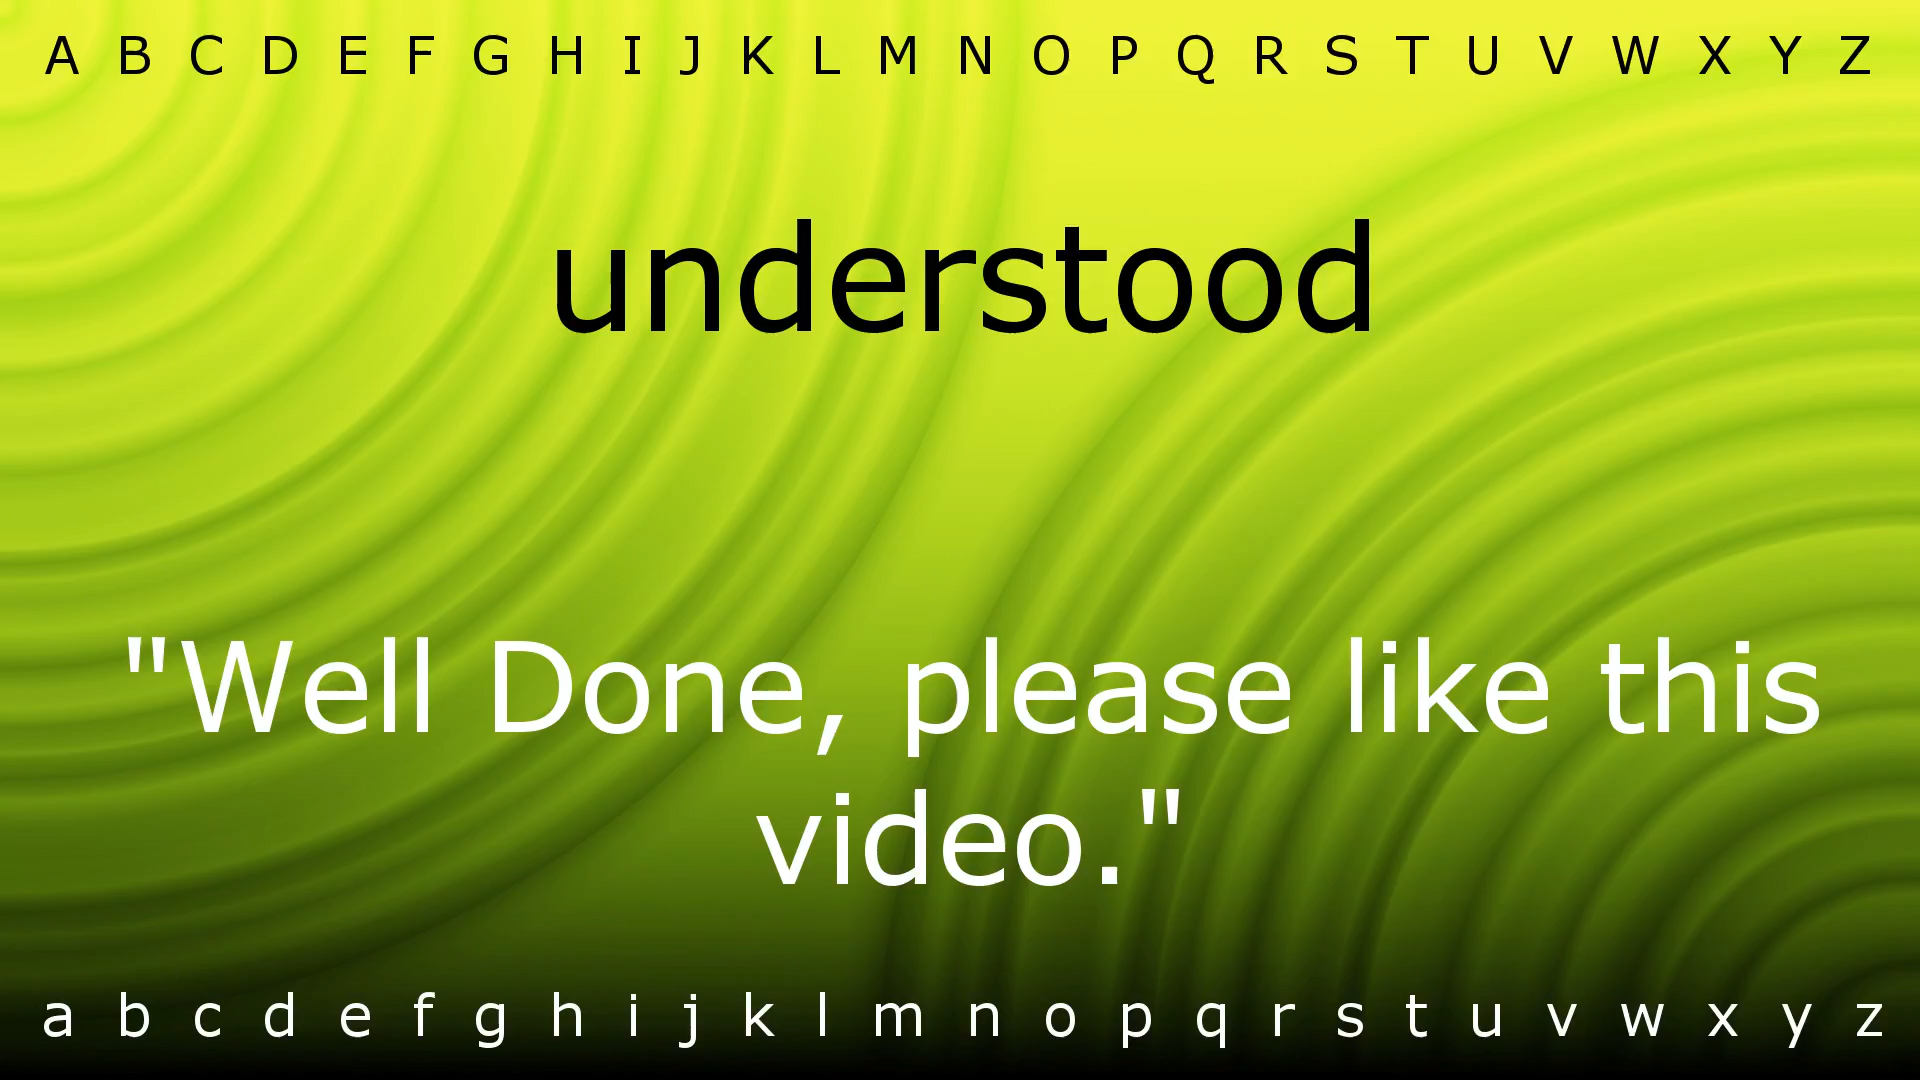 A B C D E F G H I J K L M N O P Q R S T U V W X Y Z
understood
"Well Done, please like this
video."
a b c d e f g h i j k l m n o p q r s t u v w x y z